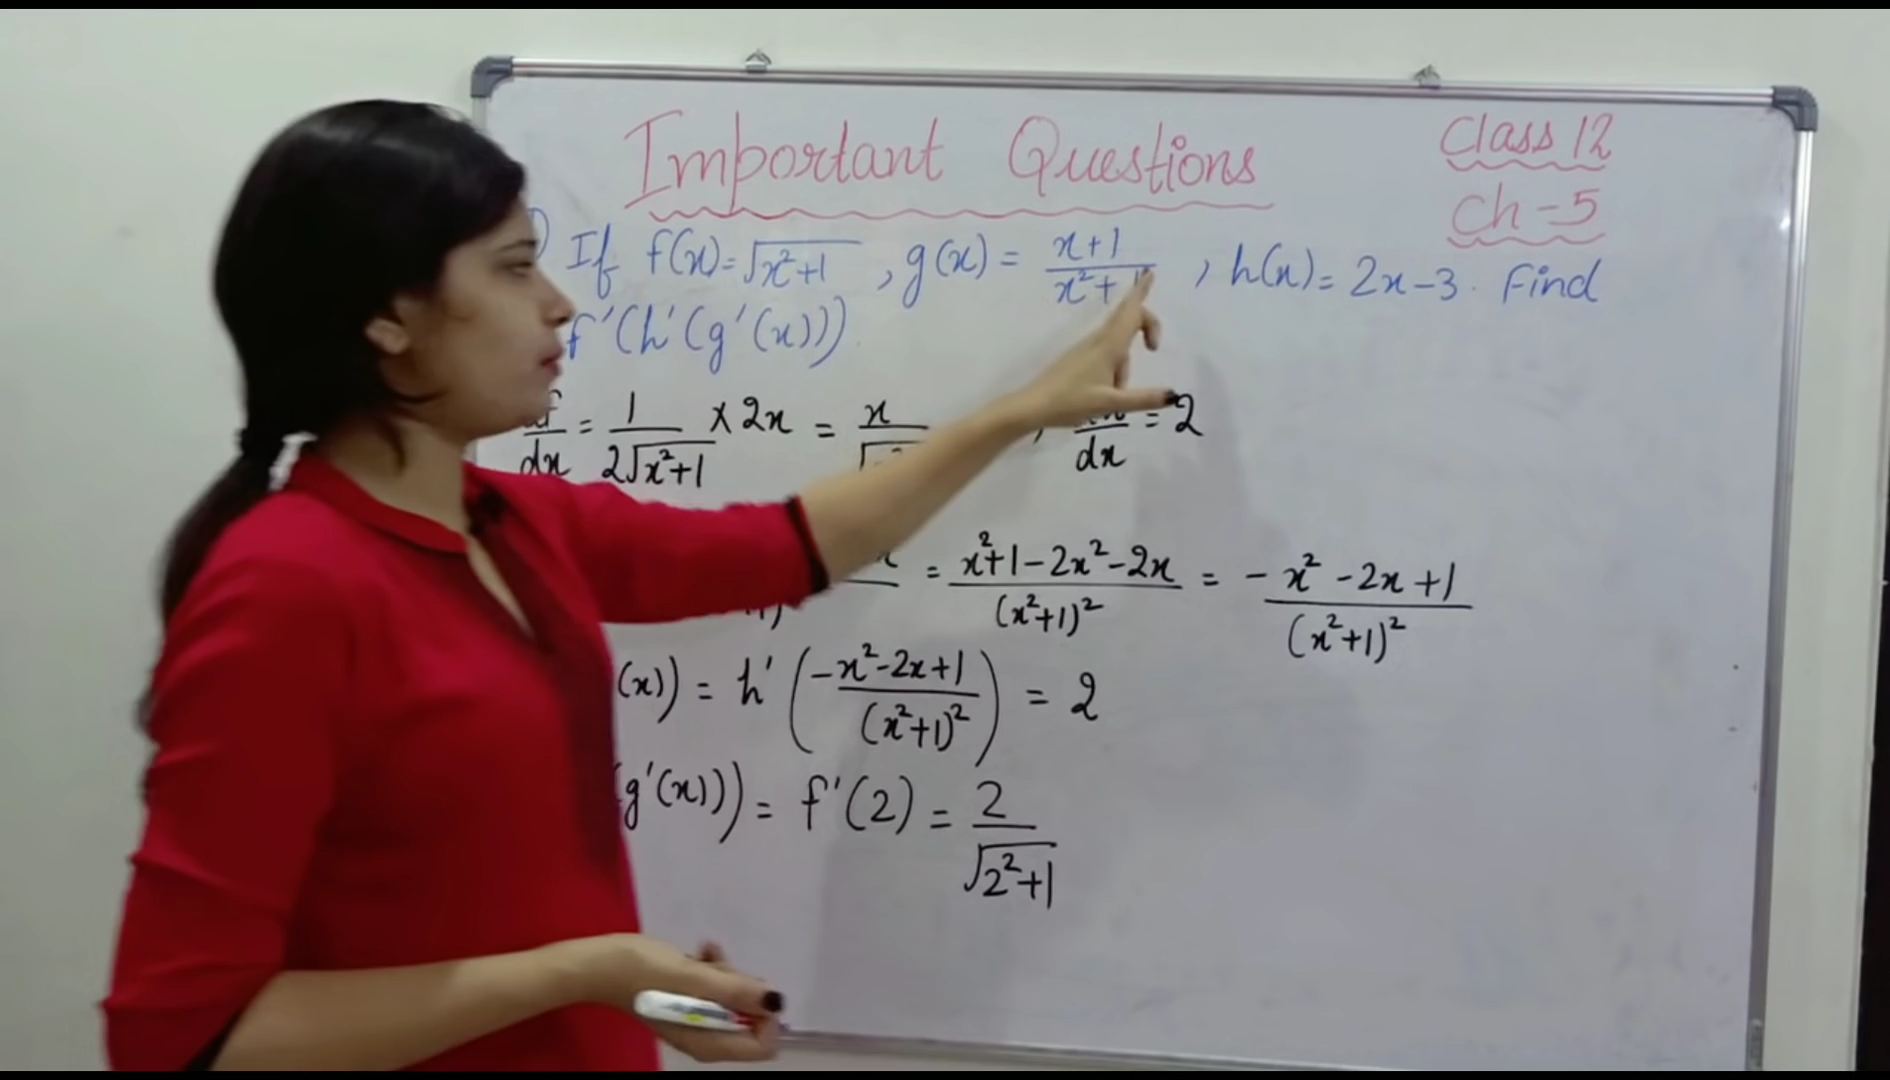 Important Questions
Class 12
Ch-5
) If f(x)=√x²+1 , g(x) = x+1 / x²+1 , h(x)= 2x-3. Find
f'(h'(g'(x))).
/dx = 1 / 2√x²+1 × 2x = x / √ , /dx = 2
= x²+1-2x²-2x / (x²+1)² = -x²-2x+1 / (x²+1)²
(x)) = h' (-x²-2x+1 / (x²+1)²) = 2
(g'(x))) = f'(2) = 2 / √2²+1